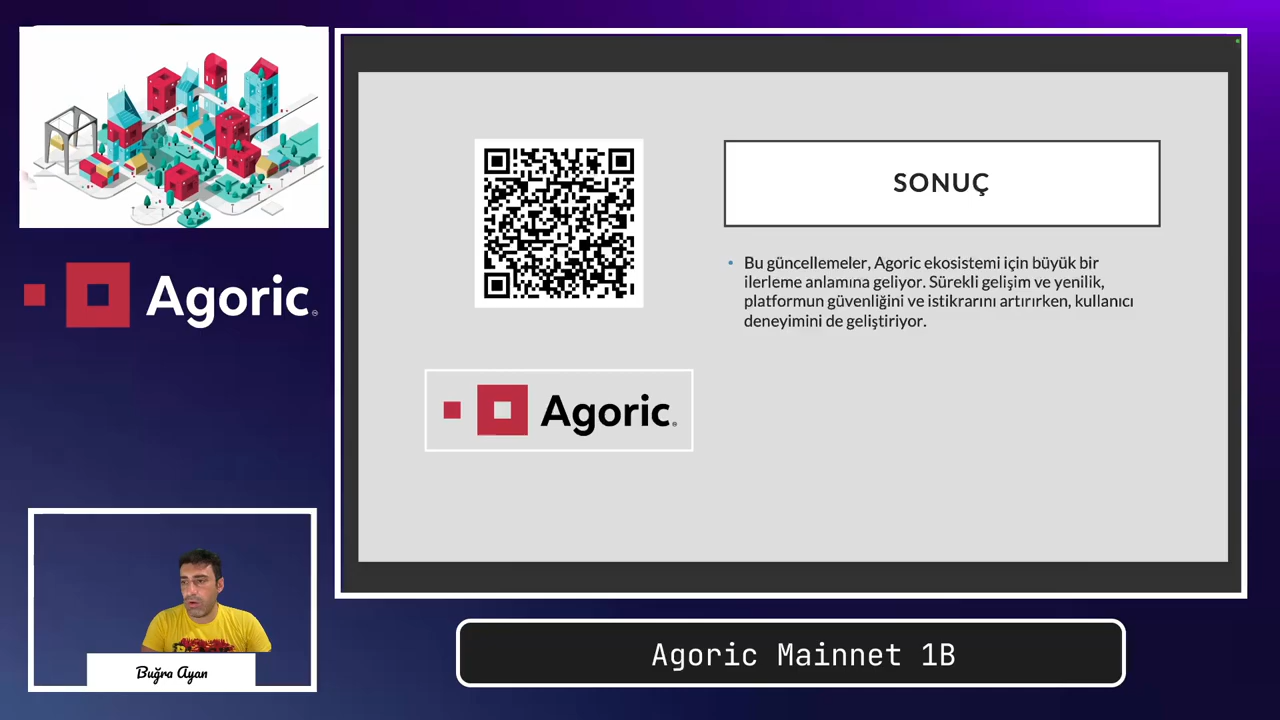 Agoric
SONUÇ
Bu güncellemeler, Agoric ekosistemi için büyük bir
ilerleme anlamına geliyor. Sürekli gelişim ve yenilik,
platformun güvenliğini ve istikrarını artırırken, kullanıcı
deneyimini de geliştiriyor.
Agoric
Buğra Ayan
Agoric Mainnet 1B